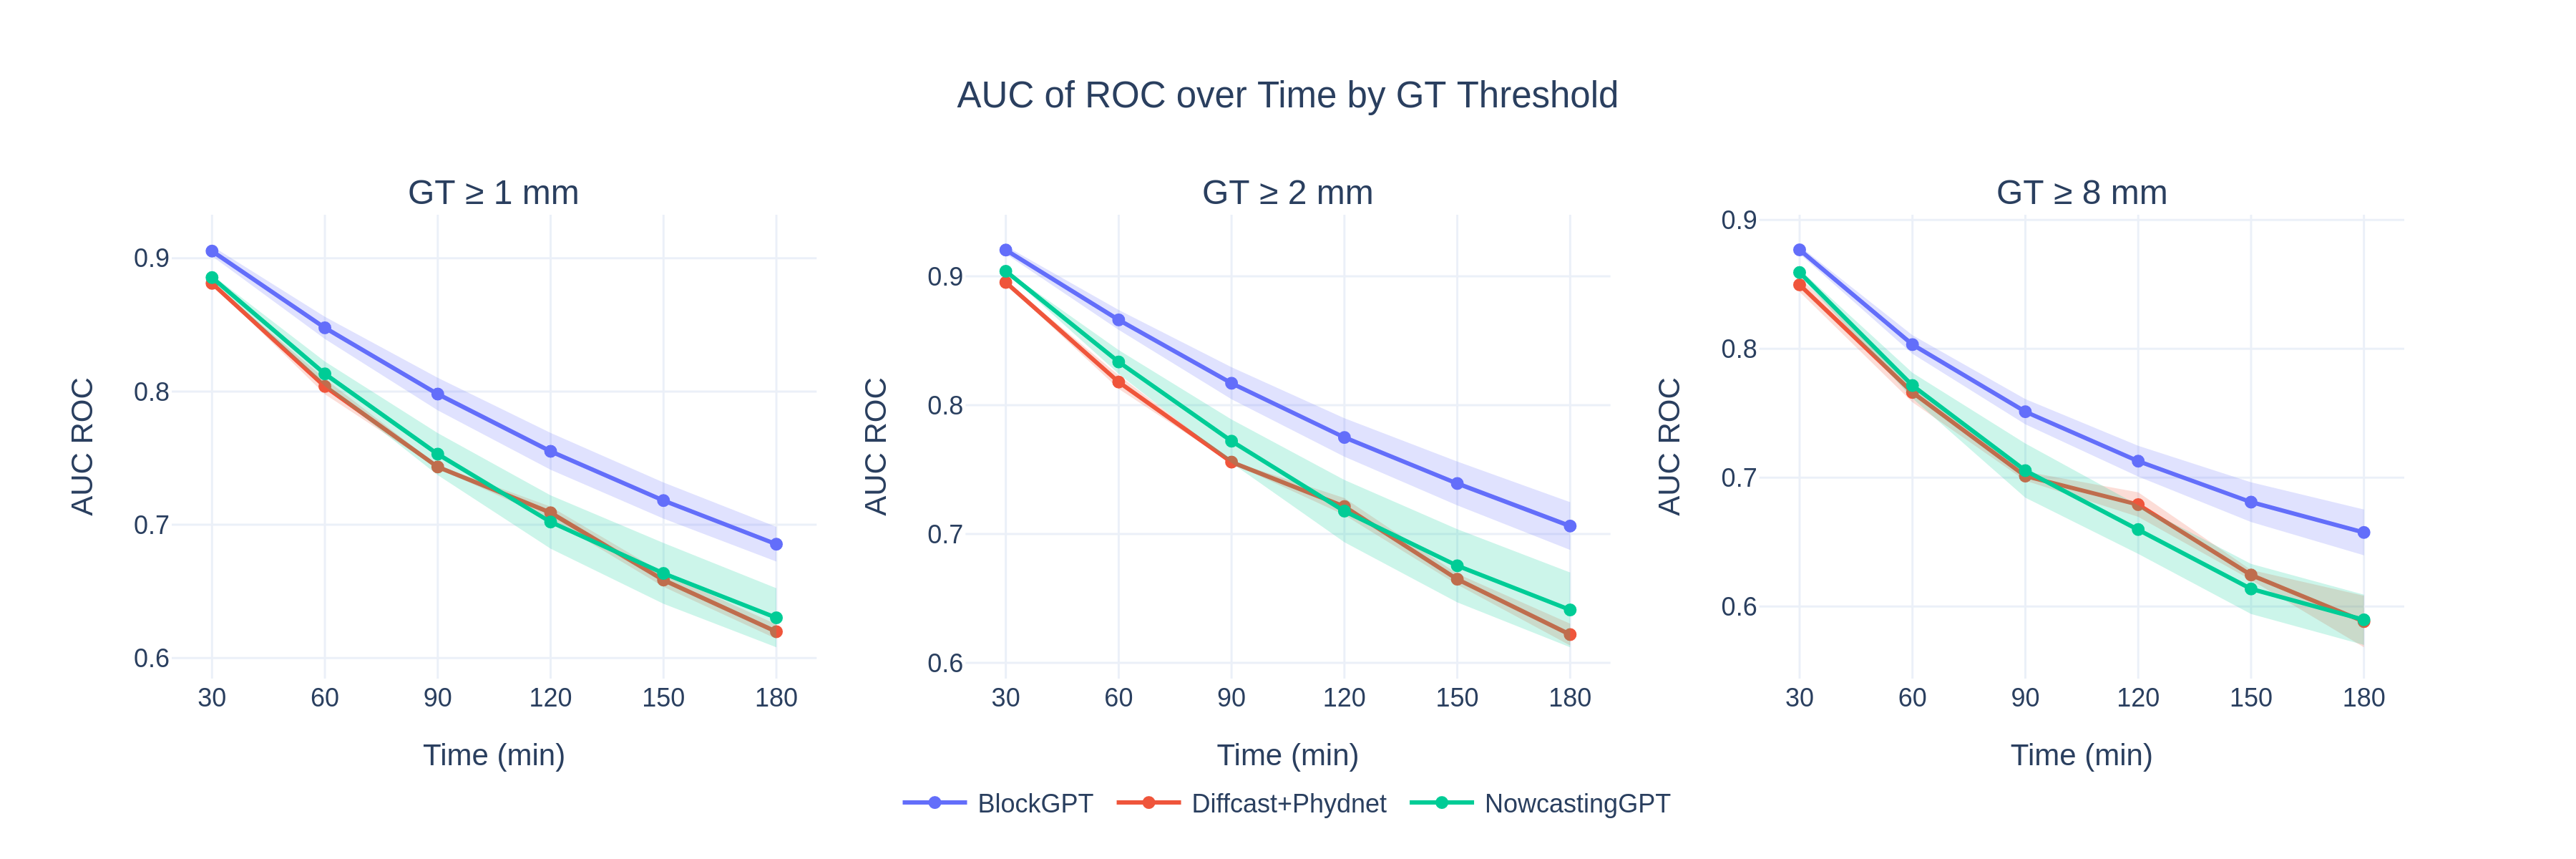 AUC of ROC over Time by GT Threshold
GT ≥ 1 mm
GT ≥ 2 mm
GT ≥ 8 mm
AUC ROC
0.9
0.8
0.7
0.6
30 60 90 120 150 180
Time (min)
AUC ROC
0.9
0.8
0.7
0.6
30 60 90 120 150 180
Time (min)
AUC ROC
0.9
0.8
0.7
0.6
30 60 90 120 150 180
Time (min)
BlockGPT Diffcast+Phydnet NowcastingGPT